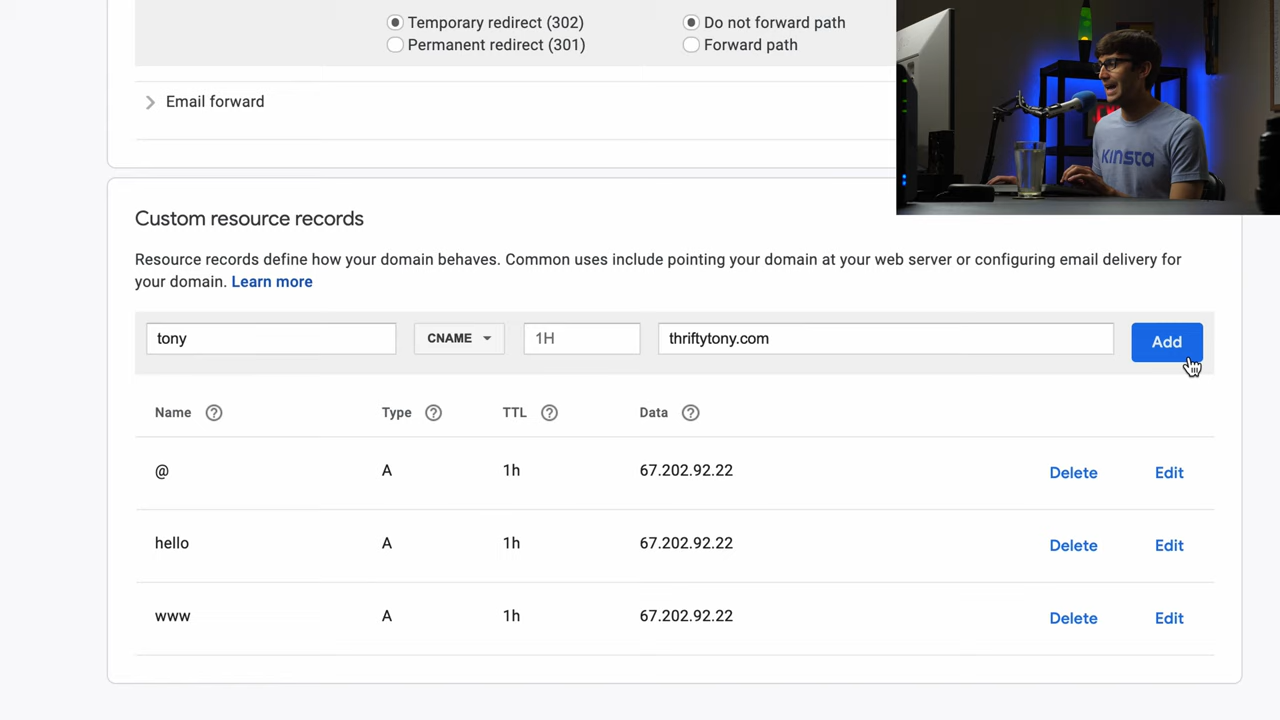 Temporary redirect (302)
Do not forward path
Permanent redirect (301)
Forward path
Email forward
KINSTA
Custom resource records
Resource records define how your domain behaves. Common uses include pointing your domain at your web server or configuring email delivery for
your domain. Learn more
tony CNAME 1H thriftytony.com Add
Name ? Type ? TTL ? Data ?
@ A 1h 67.202.92.22 Delete Edit
hello A 1h 67.202.92.22 Delete Edit
www A 1h 67.202.92.22 Delete Edit